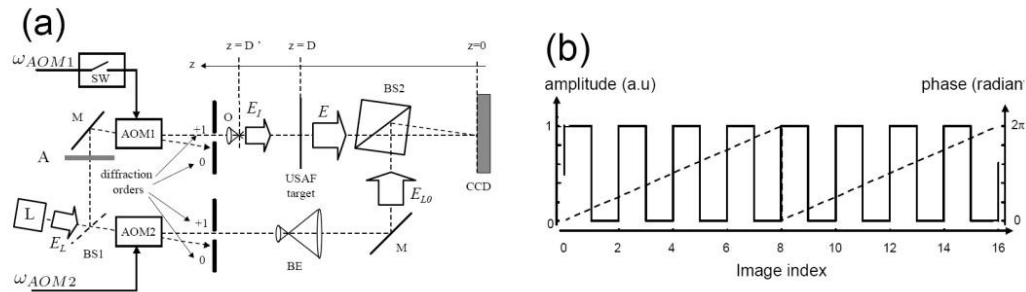 (a)
ω_AOM1
SW
M
AOM1
A
L
E_L
BS1
AOM2
ω_AOM2
+1
0
diffraction
orders
+1
0
z
z = D '
z = D
z=0
O
E_I
E
BS2
USAF
target
CCD
E_L0
BE
M
(b)
amplitude (a.u)
phase (radian
1
0
2π
0
0 2 4 6 8 10 12 14 16
Image index